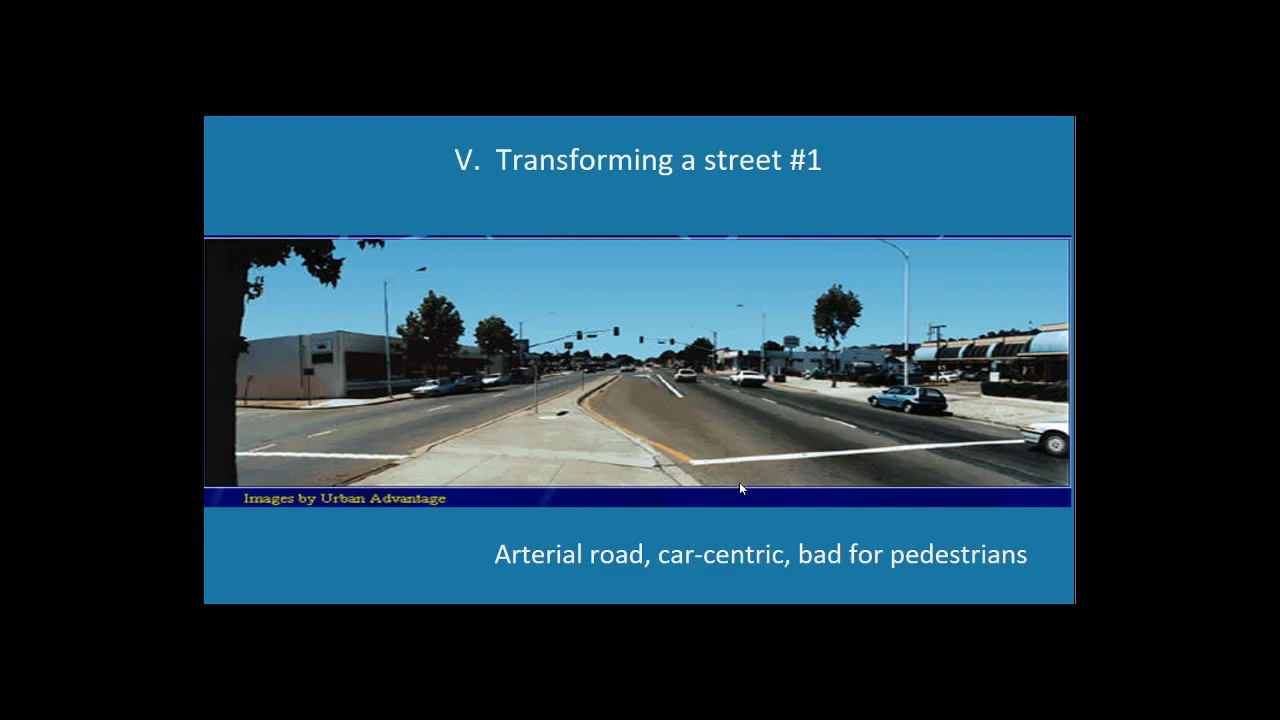 V. Transforming a street #1
Images by Urban Advantage
Arterial road, car-centric, bad for pedestrians